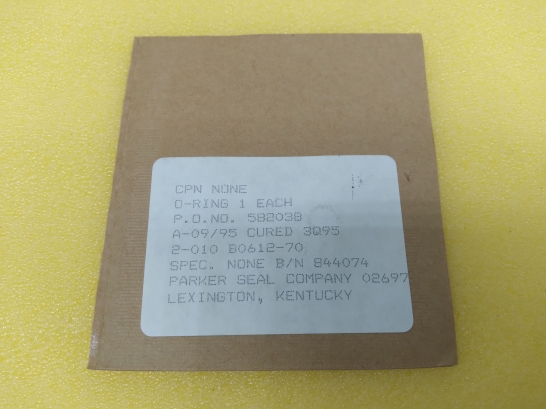 CPN NONE
O-RING 1 EACH
P.O.NO. 582038
A-09/95 CURED 3Q95
2-010 B0612-70
SPEC. NONE B/N 844074
PARKER SEAL COMPANY 02697
LEXINGTON, KENTUCKY